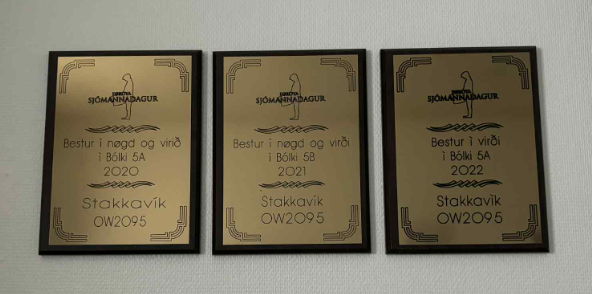 SJÓMANNADAGUR
Bestur í nøgd og virið
í Bólki 5A
2020
Stakkavík
OW2095
SJÓMANNADAGUR
Bestur í nøgd og virði
í Bólki 5B
2021
Stakkavík
OW2095
SJÓMANNADAGUR
Bestur í virði
í Bólki 5A
2022
Stakkavík
OW2095